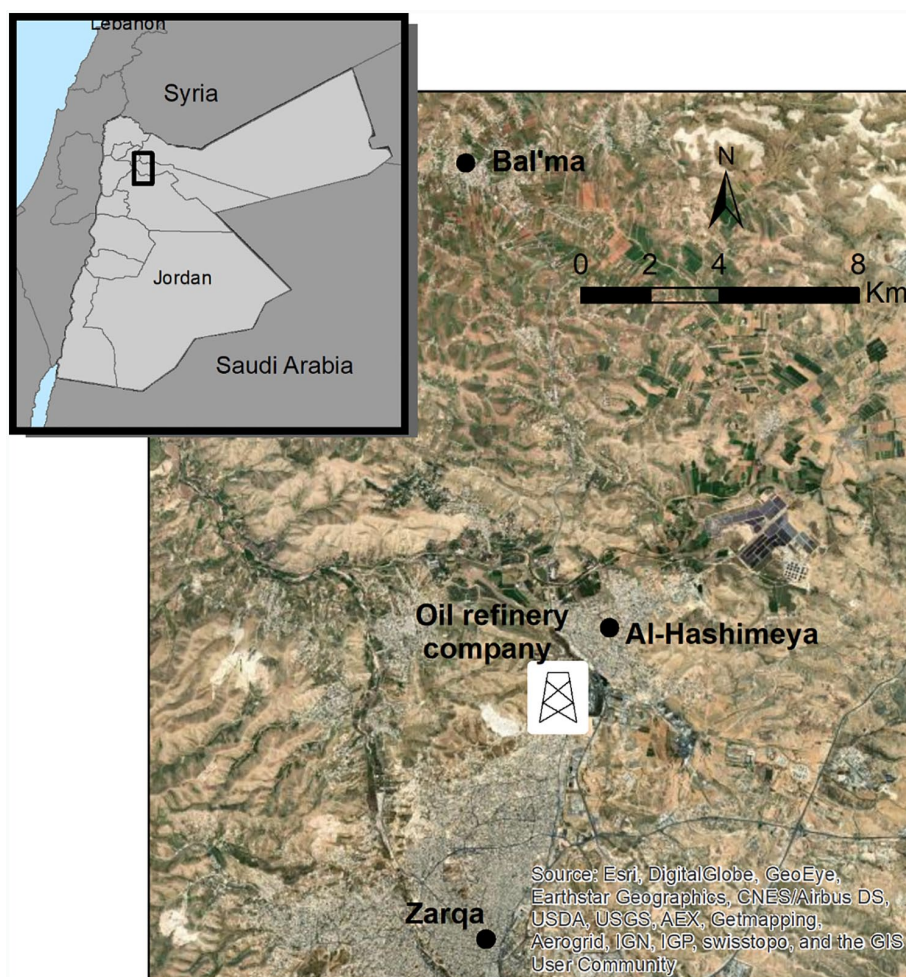 Lebanon
Syria
Jordan
Saudi Arabia
Bal'ma
N
0 2 4 8
Km
Oil refinery
company
Al-Hashimeya
Zarqa
Source: Esri, DigitalGlobe, GeoEye,
Earthstar Geographics, CNES/Airbus DS,
USDA, USGS, AEX, Getmapping,
Aerogrid, IGN, IGP, swisstopo, and the GIS
User Community